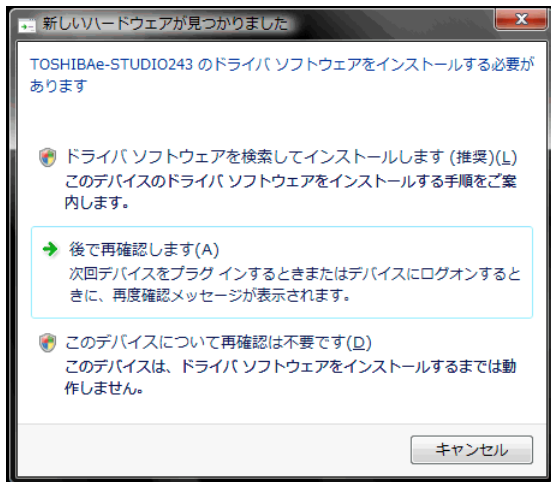 新しいハードウェアが見つかりました
TOSHIBAe-STUDIO243 のドライバ ソフトウェアをインストールする必要が
あります
ドライバ ソフトウェアを検索してインストールします (推奨)(L)
このデバイスのドライバ ソフトウェアをインストールする手順をご案
内します。
後で再確認します(A)
次回デバイスをプラグ インするときまたはデバイスにログオンすると
きに、再度確認メッセージが表示されます。
このデバイスについて再確認は不要です(D)
このデバイスは、ドライバ ソフトウェアをインストールするまでは動
作しません。
キャンセル